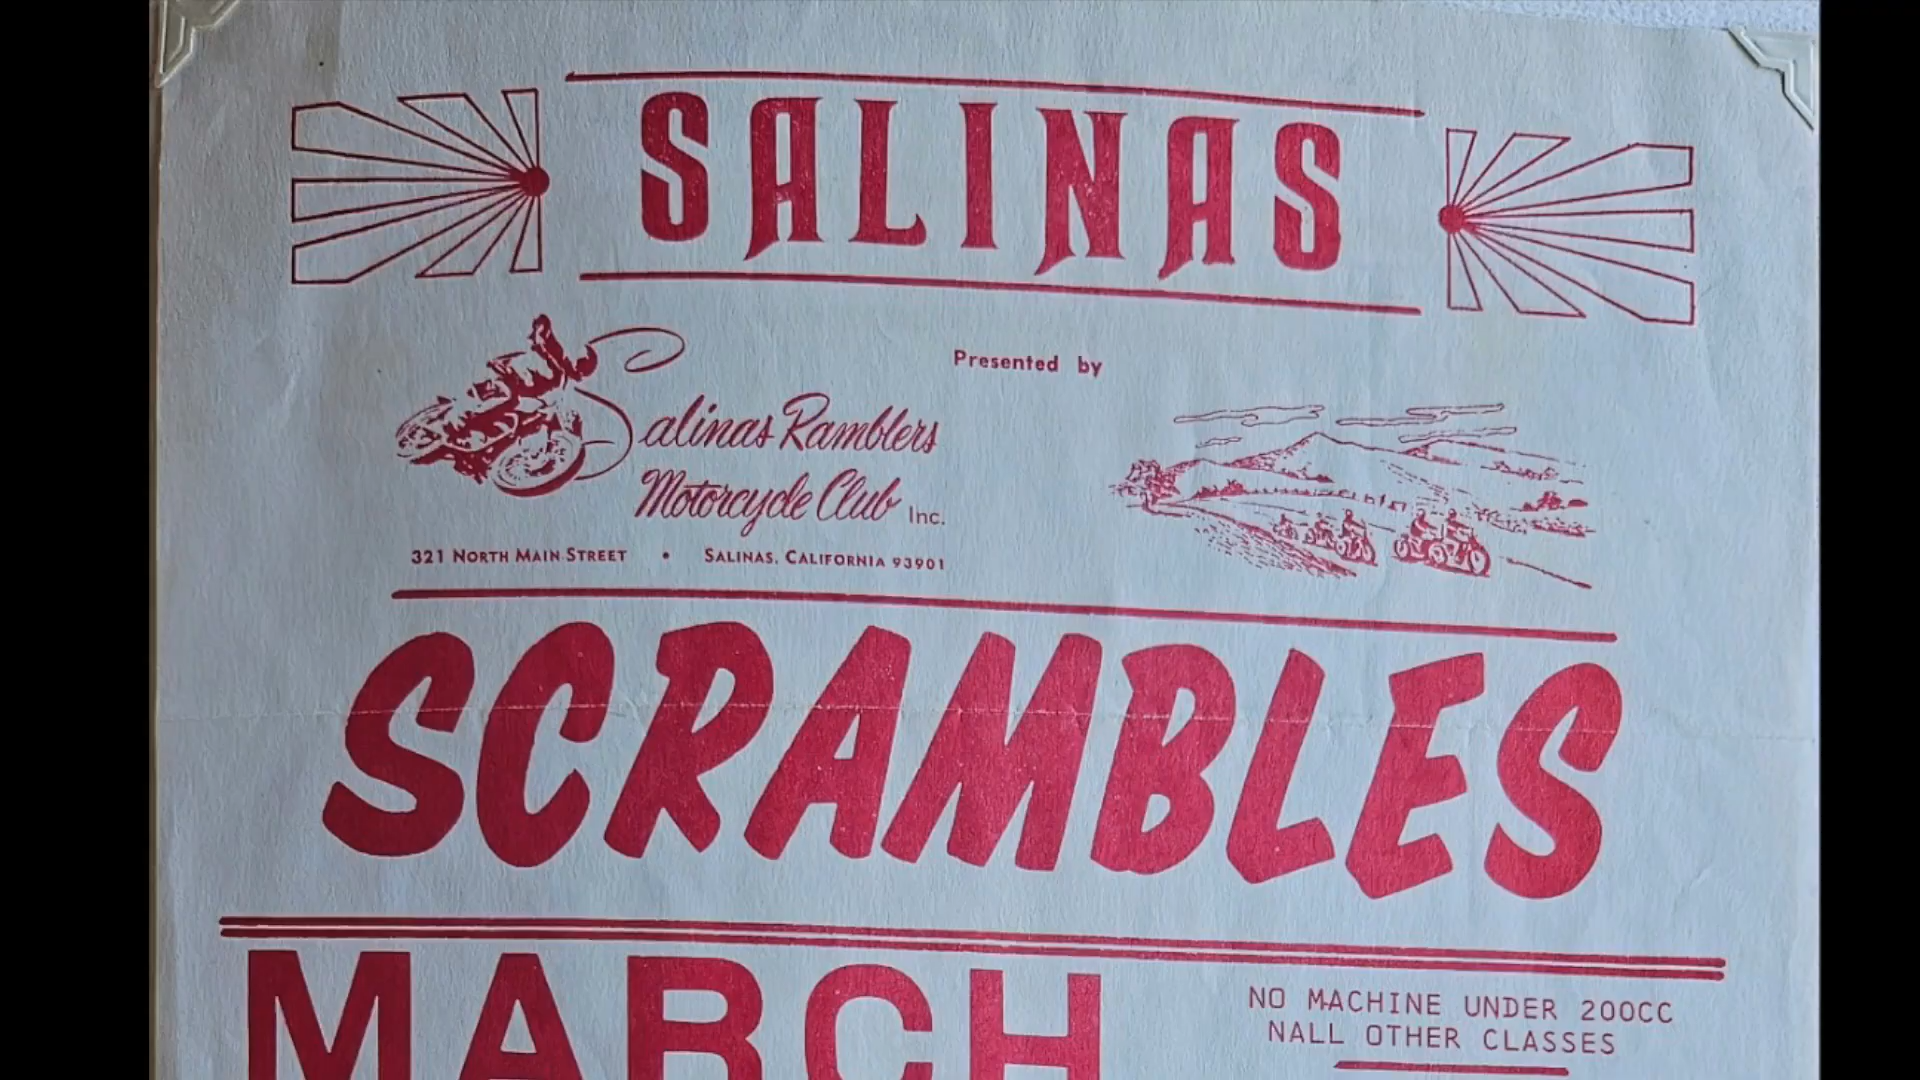 SALINAS
Presented by
Salinas Ramblers
Motorcycle Club Inc.
321 NORTH MAIN STREET • SALINAS, CALIFORNIA 93901
SCRAMBLES
MARCH
NO MACHINE UNDER 200CC
NALL OTHER CLASSES